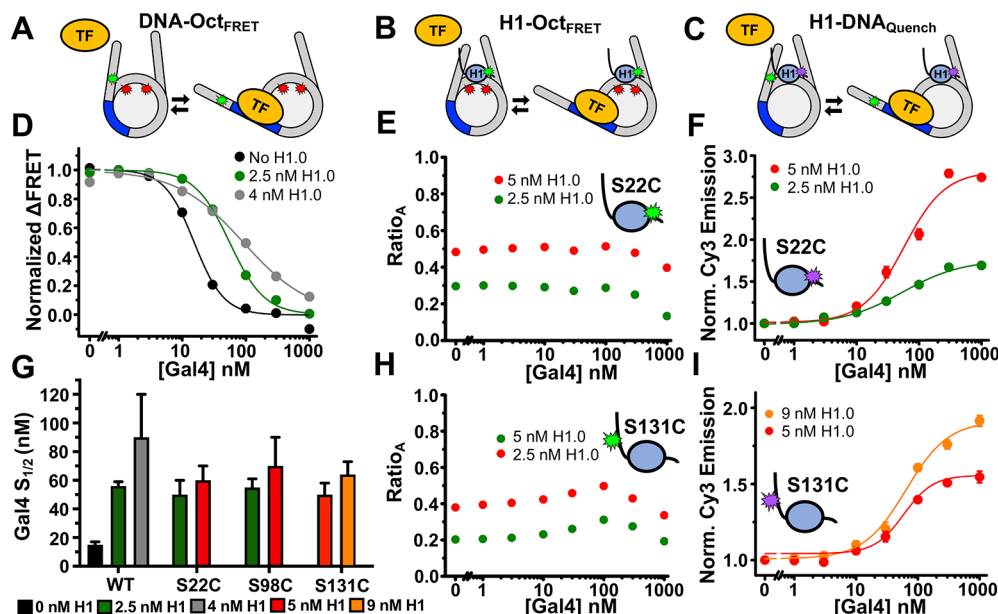 A DNA-OctFRET
TF
TF
B H1-OctFRET
TF
H1
H1
TF
C H1-DNAQuench
TF
H1
H1
TF
D
Normalized ΔFRET
1.0
0.8
0.6
0.4
0.2
0.0
No H1.0
2.5 nM H1.0
4 nM H1.0
0 1 10 100 1000
[Gal4] nM
E
RatioA
1.0
0.8
0.6
0.4
0.2
0.0
5 nM H1.0
2.5 nM H1.0
S22C
0 1 10 100 1000
[Gal4] nM
F
Norm. Cy3 Emission
3.0
2.5
2.0
1.5
1.0
5 nM H1.0
2.5 nM H1.0
S22C
0 1 10 100 1000
[Gal4] nM
G
Gal4 S1/2 (nM)
140
120
100
80
60
40
20
0
WT S22C S98C S131C
0 nM H1 2.5 nM H1 4 nM H1 5 nM H1 9 nM H1
H
RatioA
1.0
0.8
0.6
0.4
0.2
0.0
5 nM H1.0
2.5 nM H1.0
S131C
0 1 10 100 1000
[Gal4] nM
I
Norm. Cy3 Emission
2.0
1.5
1.0
9 nM H1.0
5 nM H1.0
S131C
0 1 10 100 1000
[Gal4] nM